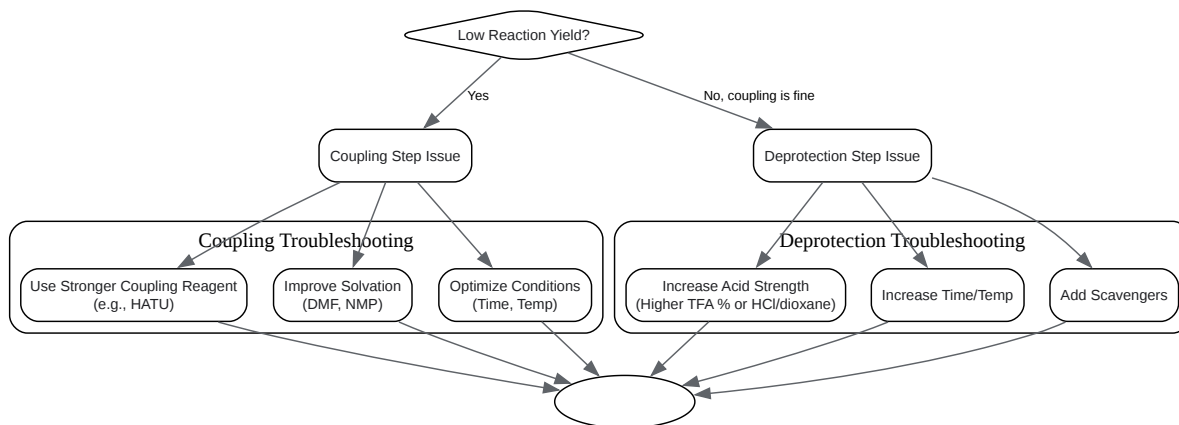 Low Reaction Yield?
Yes
No, coupling is fine
Coupling Step Issue
Deprotection Step Issue
Coupling Troubleshooting
Deprotection Troubleshooting
Use Stronger Coupling Reagent
(e.g., HATU)
Improve Solvation
(DMF, NMP)
Optimize Conditions
(Time, Temp)
Increase Acid Strength
(Higher TFA % or HCl/dioxane)
Increase Time/Temp
Add Scavengers